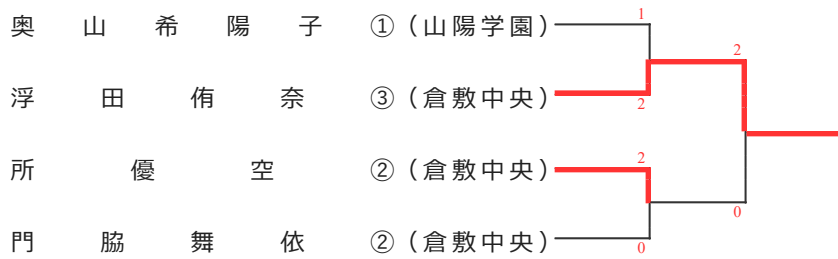 奥山希陽子 ①（山陽学園） 1
2
浮田侑奈 ③（倉敷中央） 2
所優空 ②（倉敷中央） 2
0
門脇舞依 ②（倉敷中央） 0